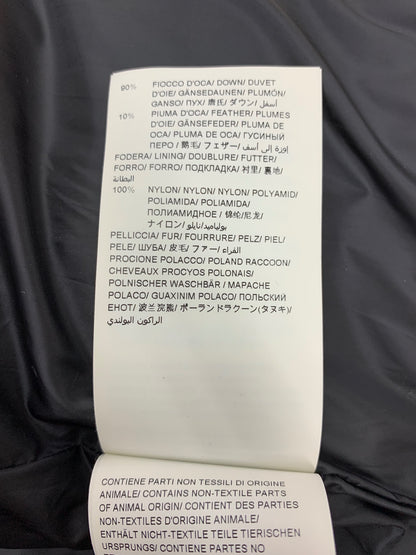 90% FIOCCO D'OCA/ DOWN/ DUVET
D'OIE/ GÄNSEDAUNEN/ PLUMÓN/
GANSO/ ПУХ/ 唐氏/ ダウン/ أسفل
10% PIUMA D'OCA/ FEATHER/ PLUMES
D'OIE/ GÄNSEFEDER/ PLUMA DE
OCA/ PLUMA DE OCA/ ГУСИНЫЙ
ПЕРО / 鹅毛/ フェザー/ إوزة إلى أسف
FODERA/ LINING/ DOUBLURE/ FUTTER/
FORRO/ FORRO/ ПОДКЛАДКА/ 衬里/ 裏地/
البطانة
100% NYLON/ NYLON/ NYLON/ POLYAMID/
POLIAMIDA/ POLIAMIDA/
ПОЛИАМИДНОЕ / 锦纶/尼龙/
ナイロン/ بولياميد/نايلو
PELLICCIA/ FUR/ FOURRURE/ PELZ/ PIEL/
PELE/ ШУБА/ 皮毛/ ファー/ الفراء
PROCIONE POLACCO/ POLAND RACCOON/
CHEVEAUX PROCYOS POLONAIS/
POLNISCHER WASCHBÄR / MAPACHE
POLACO/ GUAXINIM POLACO/ ПОЛЬСКИЙ
ЕНОТ/ 波兰浣熊/ ポーランドラクーン(タヌキ)/
الراكون البولندي
CONTIENE PARTI NON TESSILI DI ORIGINE
ANIMALE/ CONTAINS NON-TEXTILE PARTS
OF ANIMAL ORIGIN/ CONTIENT DES PARTIES
NON-TEXTILES D'ORIGINE ANIMALE/
ENTHÄLT NICHT-TEXTILE TEILE TIERISCHEN
URSPRUNGS/ CONTIENE PARTES NO